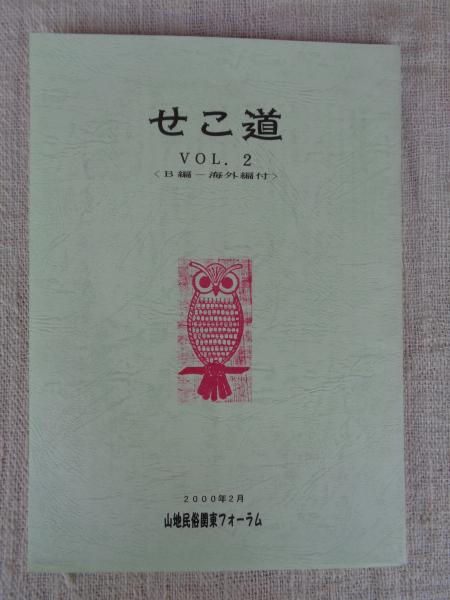 せこ道
VOL. 2
〈B編－海外編付〉
2000年2月
山地民俗関東フォーラム